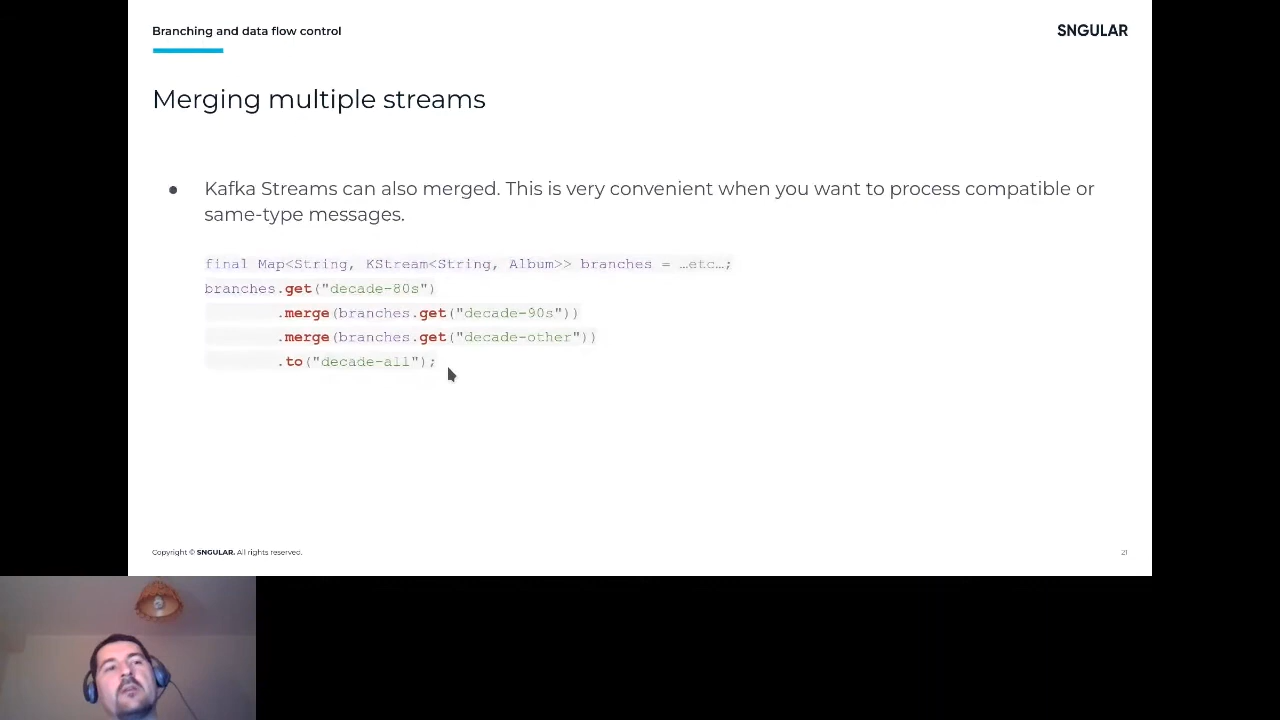 Branching and data flow control
SNGULAR
Merging multiple streams
● Kafka Streams can also merged. This is very convenient when you want to process compatible or
same-type messages.
final Map<String, KStream<String, Album>> branches = …etc…;
branches.get("decade-80s")
.merge(branches.get("decade-90s"))
.merge(branches.get("decade-other"))
.to("decade-all");
Copyright © SNGULAR. All rights reserved.
21